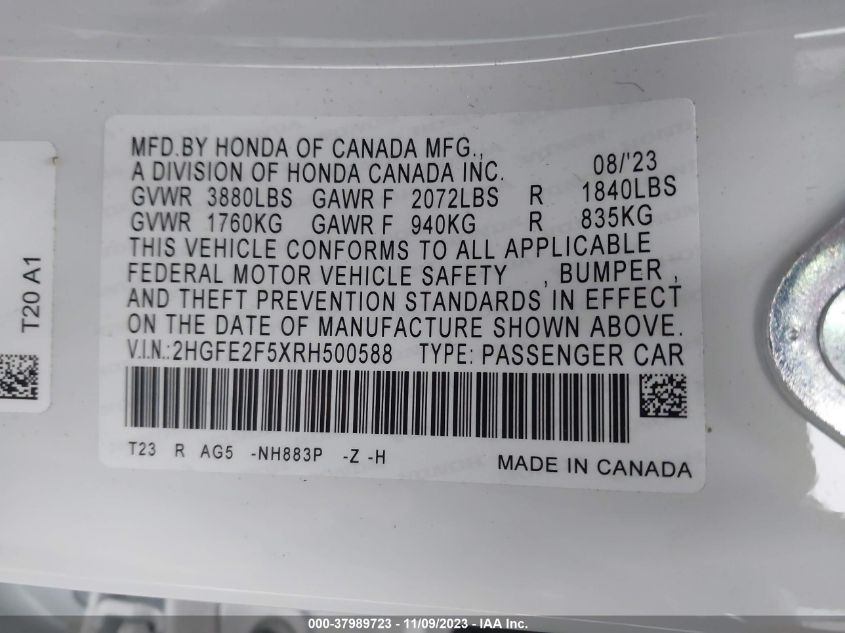 MFD.BY HONDA OF CANADA MFG.,
A DIVISION OF HONDA CANADA INC. 08/'23
GVWR 3880LBS GAWR F 2072LBS R 1840LBS
GVWR 1760KG GAWR F 940KG R 835KG
THIS VEHICLE CONFORMS TO ALL APPLICABLE
FEDERAL MOTOR VEHICLE SAFETY , BUMPER ,
AND THEFT PREVENTION STANDARDS IN EFFECT
ON THE DATE OF MANUFACTURE SHOWN ABOVE.
V.I.N.:2HGFE2F5XRH500588 TYPE: PASSENGER CAR
T23 R AG5 -NH883P -Z -H
MADE IN CANADA
T20 A1
000-37989723 - 11/09/2023 - IAA Inc.